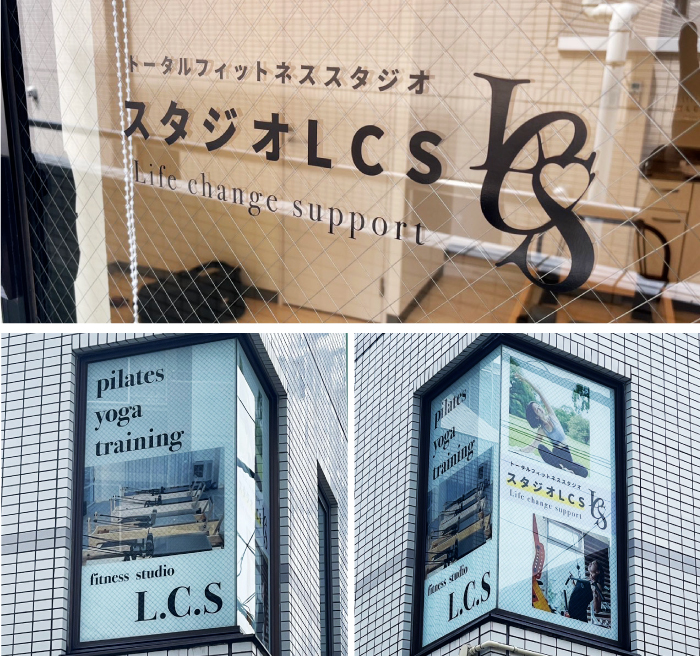 トータルフィットネススタジオ
スタジオLCS
Life change support
LCS
pilates
yoga
training
fitness studio
L.C.S
pilates
yoga
training
fitness studio
L.C.S
トータルフィットネススタジオ
スタジオLCS
Life change support
LCS